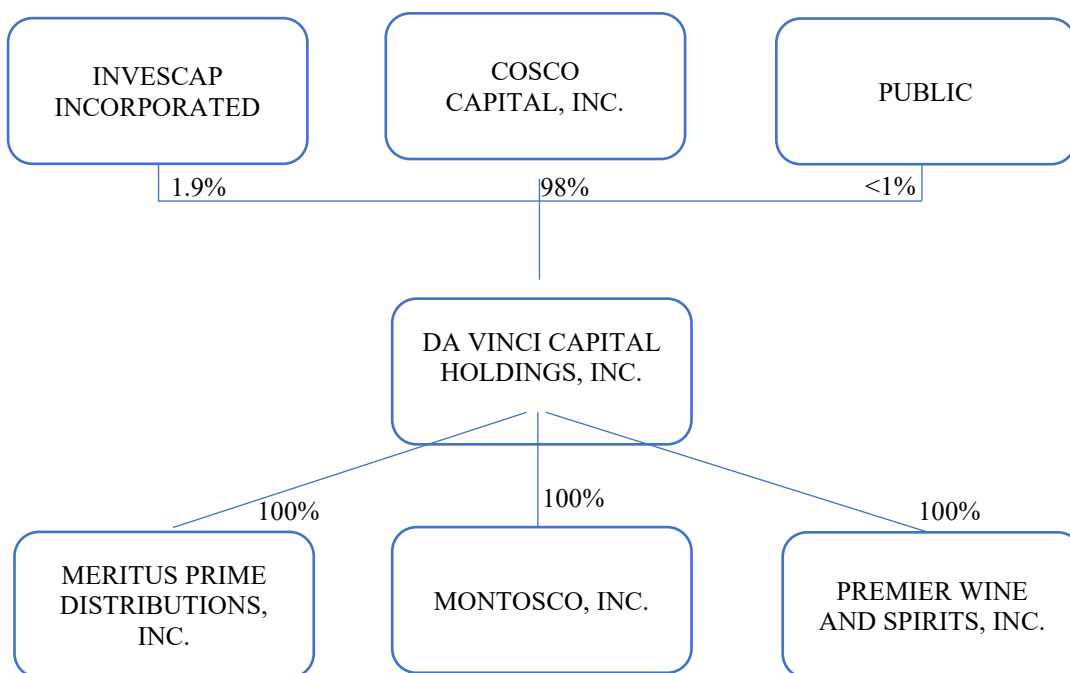 INVESCAP
INCORPORATED
COSCO
CAPITAL, INC.
PUBLIC
1.9%
98%
<1%
DA VINCI CAPITAL
HOLDINGS, INC.
100%
100%
100%
MERITUS PRIME
DISTRIBUTIONS,
INC.
MONTOSCO, INC.
PREMIER WINE
AND SPIRITS, INC.